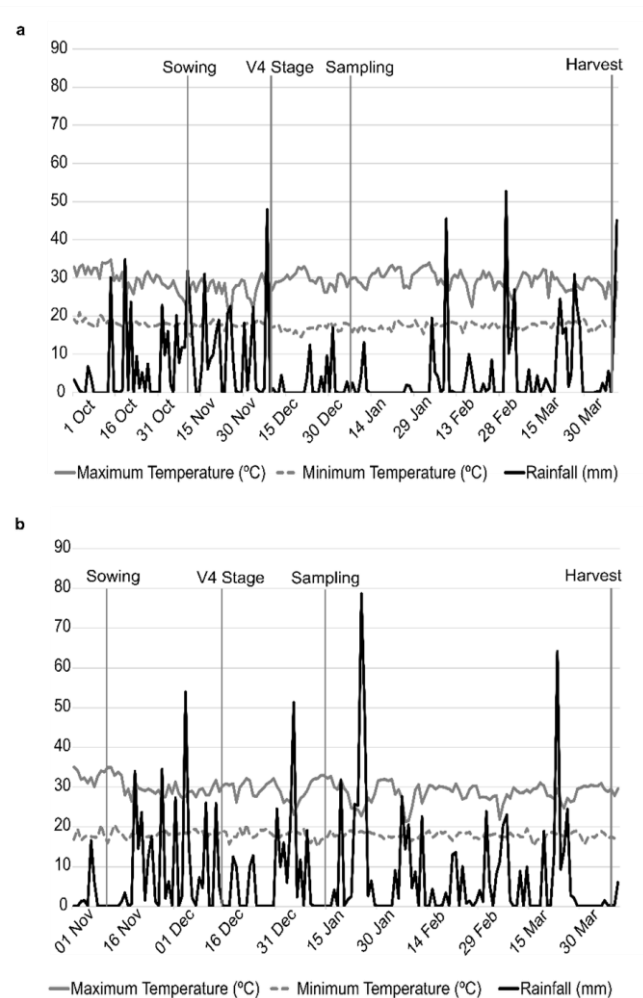 a
90
Sowing V4 Stage Sampling Harvest
80
70
60
50
40
30
20
10
0
1 Oct 16 Oct 31 Oct 15 Nov 30 Nov 15 Dec 30 Dec 14 Jan 29 Jan 13 Feb 28 Feb 15 Mar 30 Mar
Maximum Temperature (ºC) Minimum Temperature (ºC) Rainfall (mm)
b
90
Sowing V4 Stage Sampling Harvest
80
70
60
50
40
30
20
10
0
01 Nov 16 Nov 01 Dec 16 Dec 31 Dec 15 Jan 30 Jan 14 Feb 29 Feb 15 Mar 30 Mar
Maximum Temperature (ºC) Minimum Temperature (ºC) Rainfall (mm)